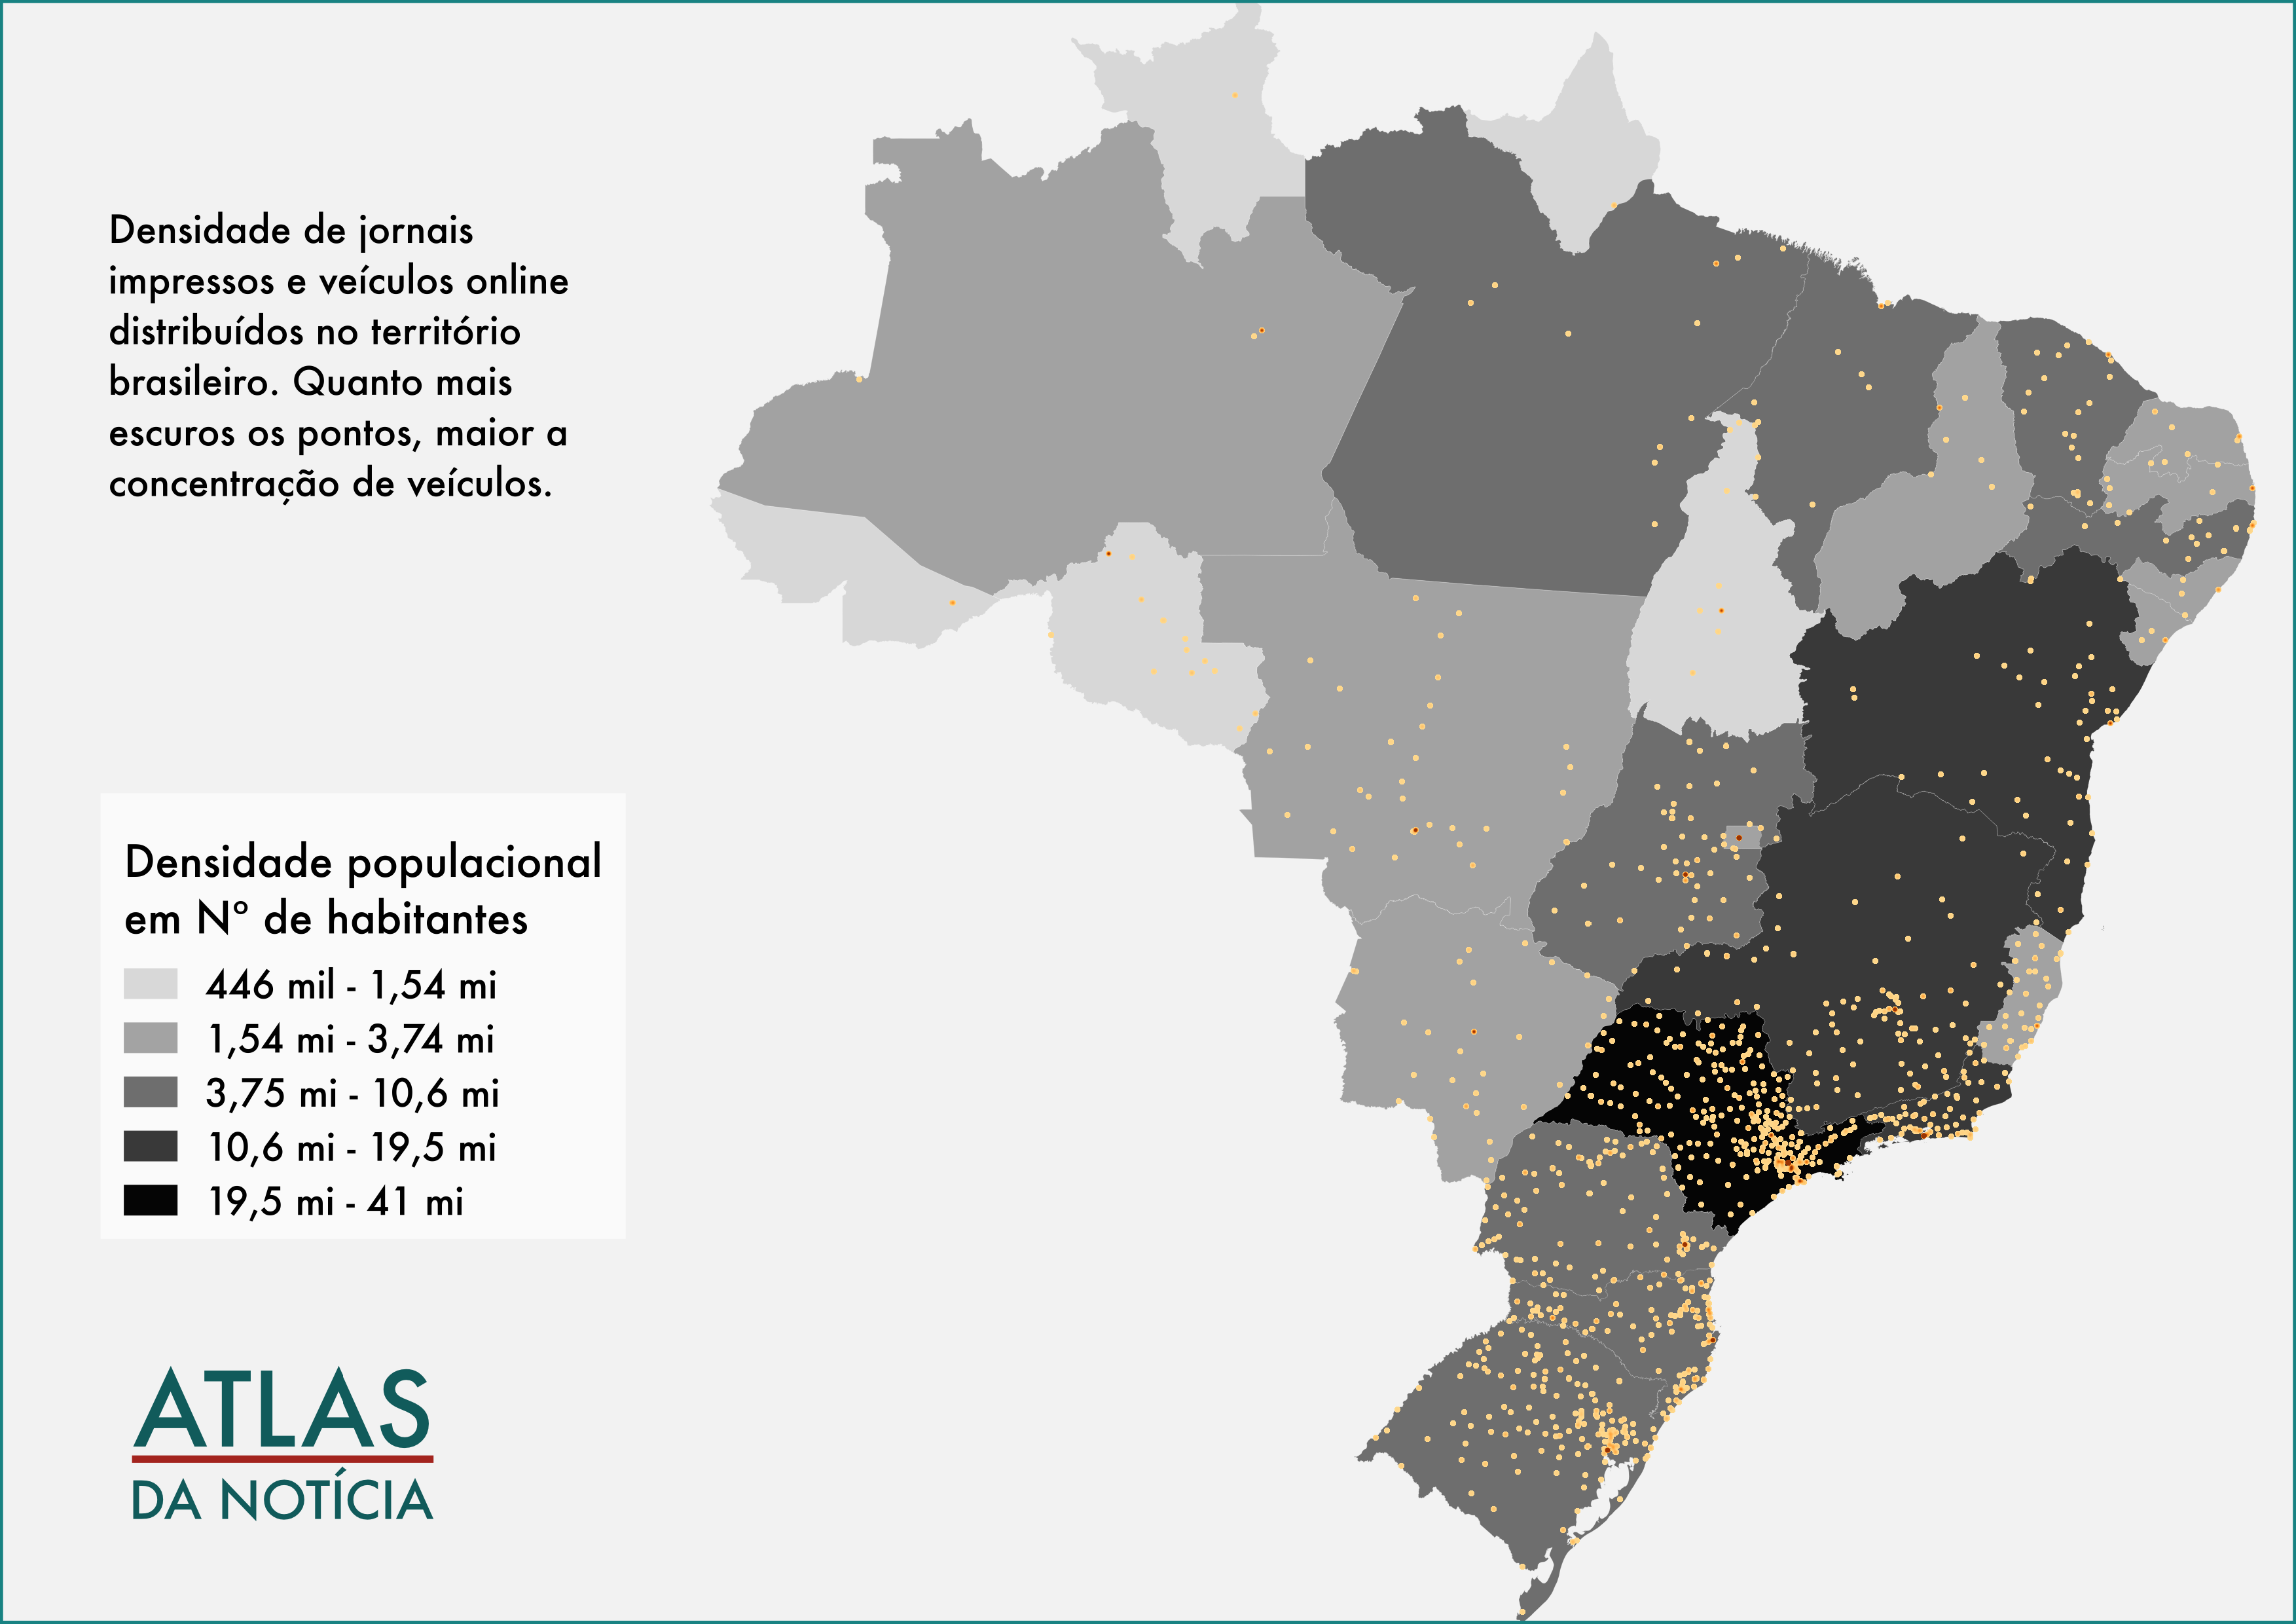 Densidade de jornais
impressos e veículos online
distribuídos no território
brasileiro. Quanto mais
escuros os pontos, maior a
concentração de veículos.
Densidade populacional
em Nº de habitantes
446 mil - 1,54 mi
1,54 mi - 3,74 mi
3,75 mi - 10,6 mi
10,6 mi - 19,5 mi
19,5 mi - 41 mi
ATLAS
DA NOTÍCIA